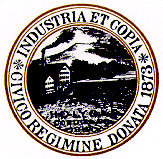 INDUSTRIA ET COPIA
CIVICO REGIMINE DONATA 1873